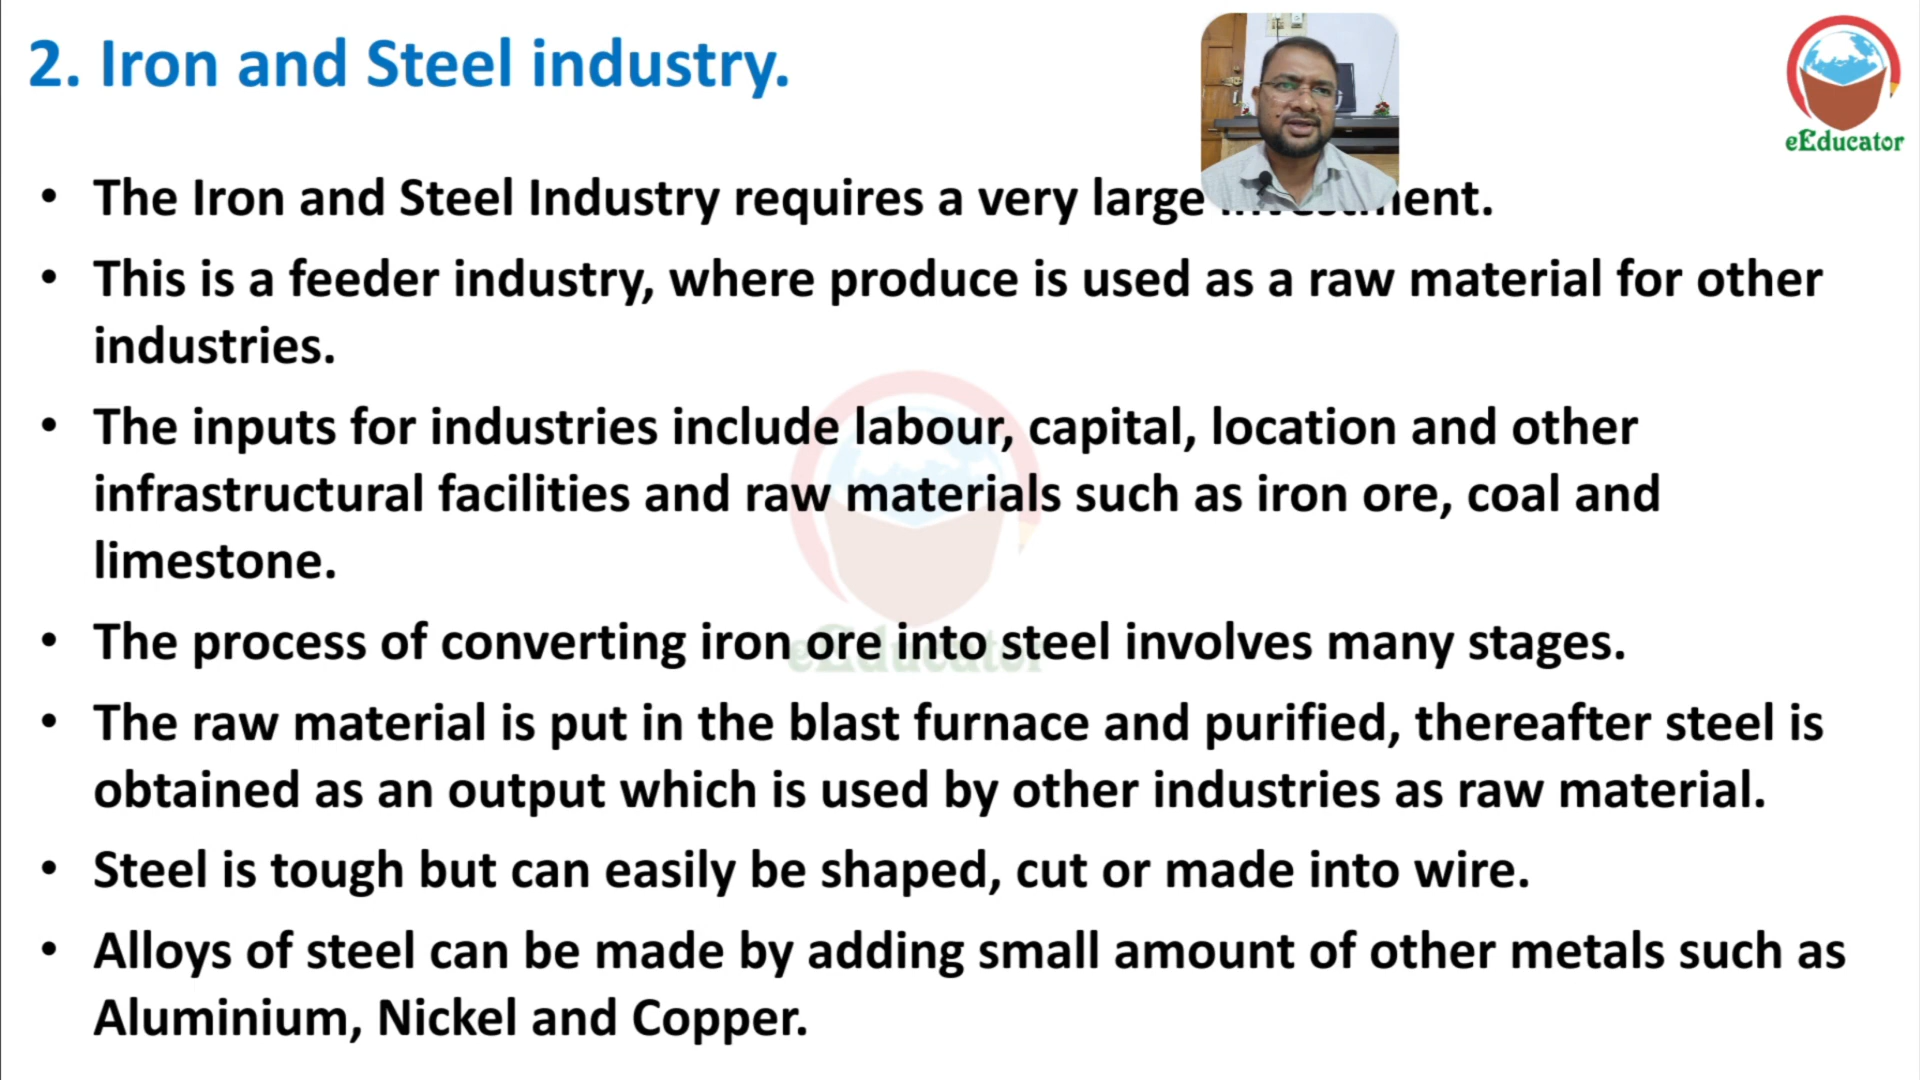 2. Iron and Steel industry.
eEducator
• The Iron and Steel Industry requires a very large investment.
• This is a feeder industry, where produce is used as a raw material for other
industries.
• The inputs for industries include labour, capital, location and other
infrastructural facilities and raw materials such as iron ore, coal and
limestone.
• The process of converting iron ore into steel involves many stages.
eEducator
• The raw material is put in the blast furnace and purified, thereafter steel is
obtained as an output which is used by other industries as raw material.
• Steel is tough but can easily be shaped, cut or made into wire.
• Alloys of steel can be made by adding small amount of other metals such as
Aluminium, Nickel and Copper.